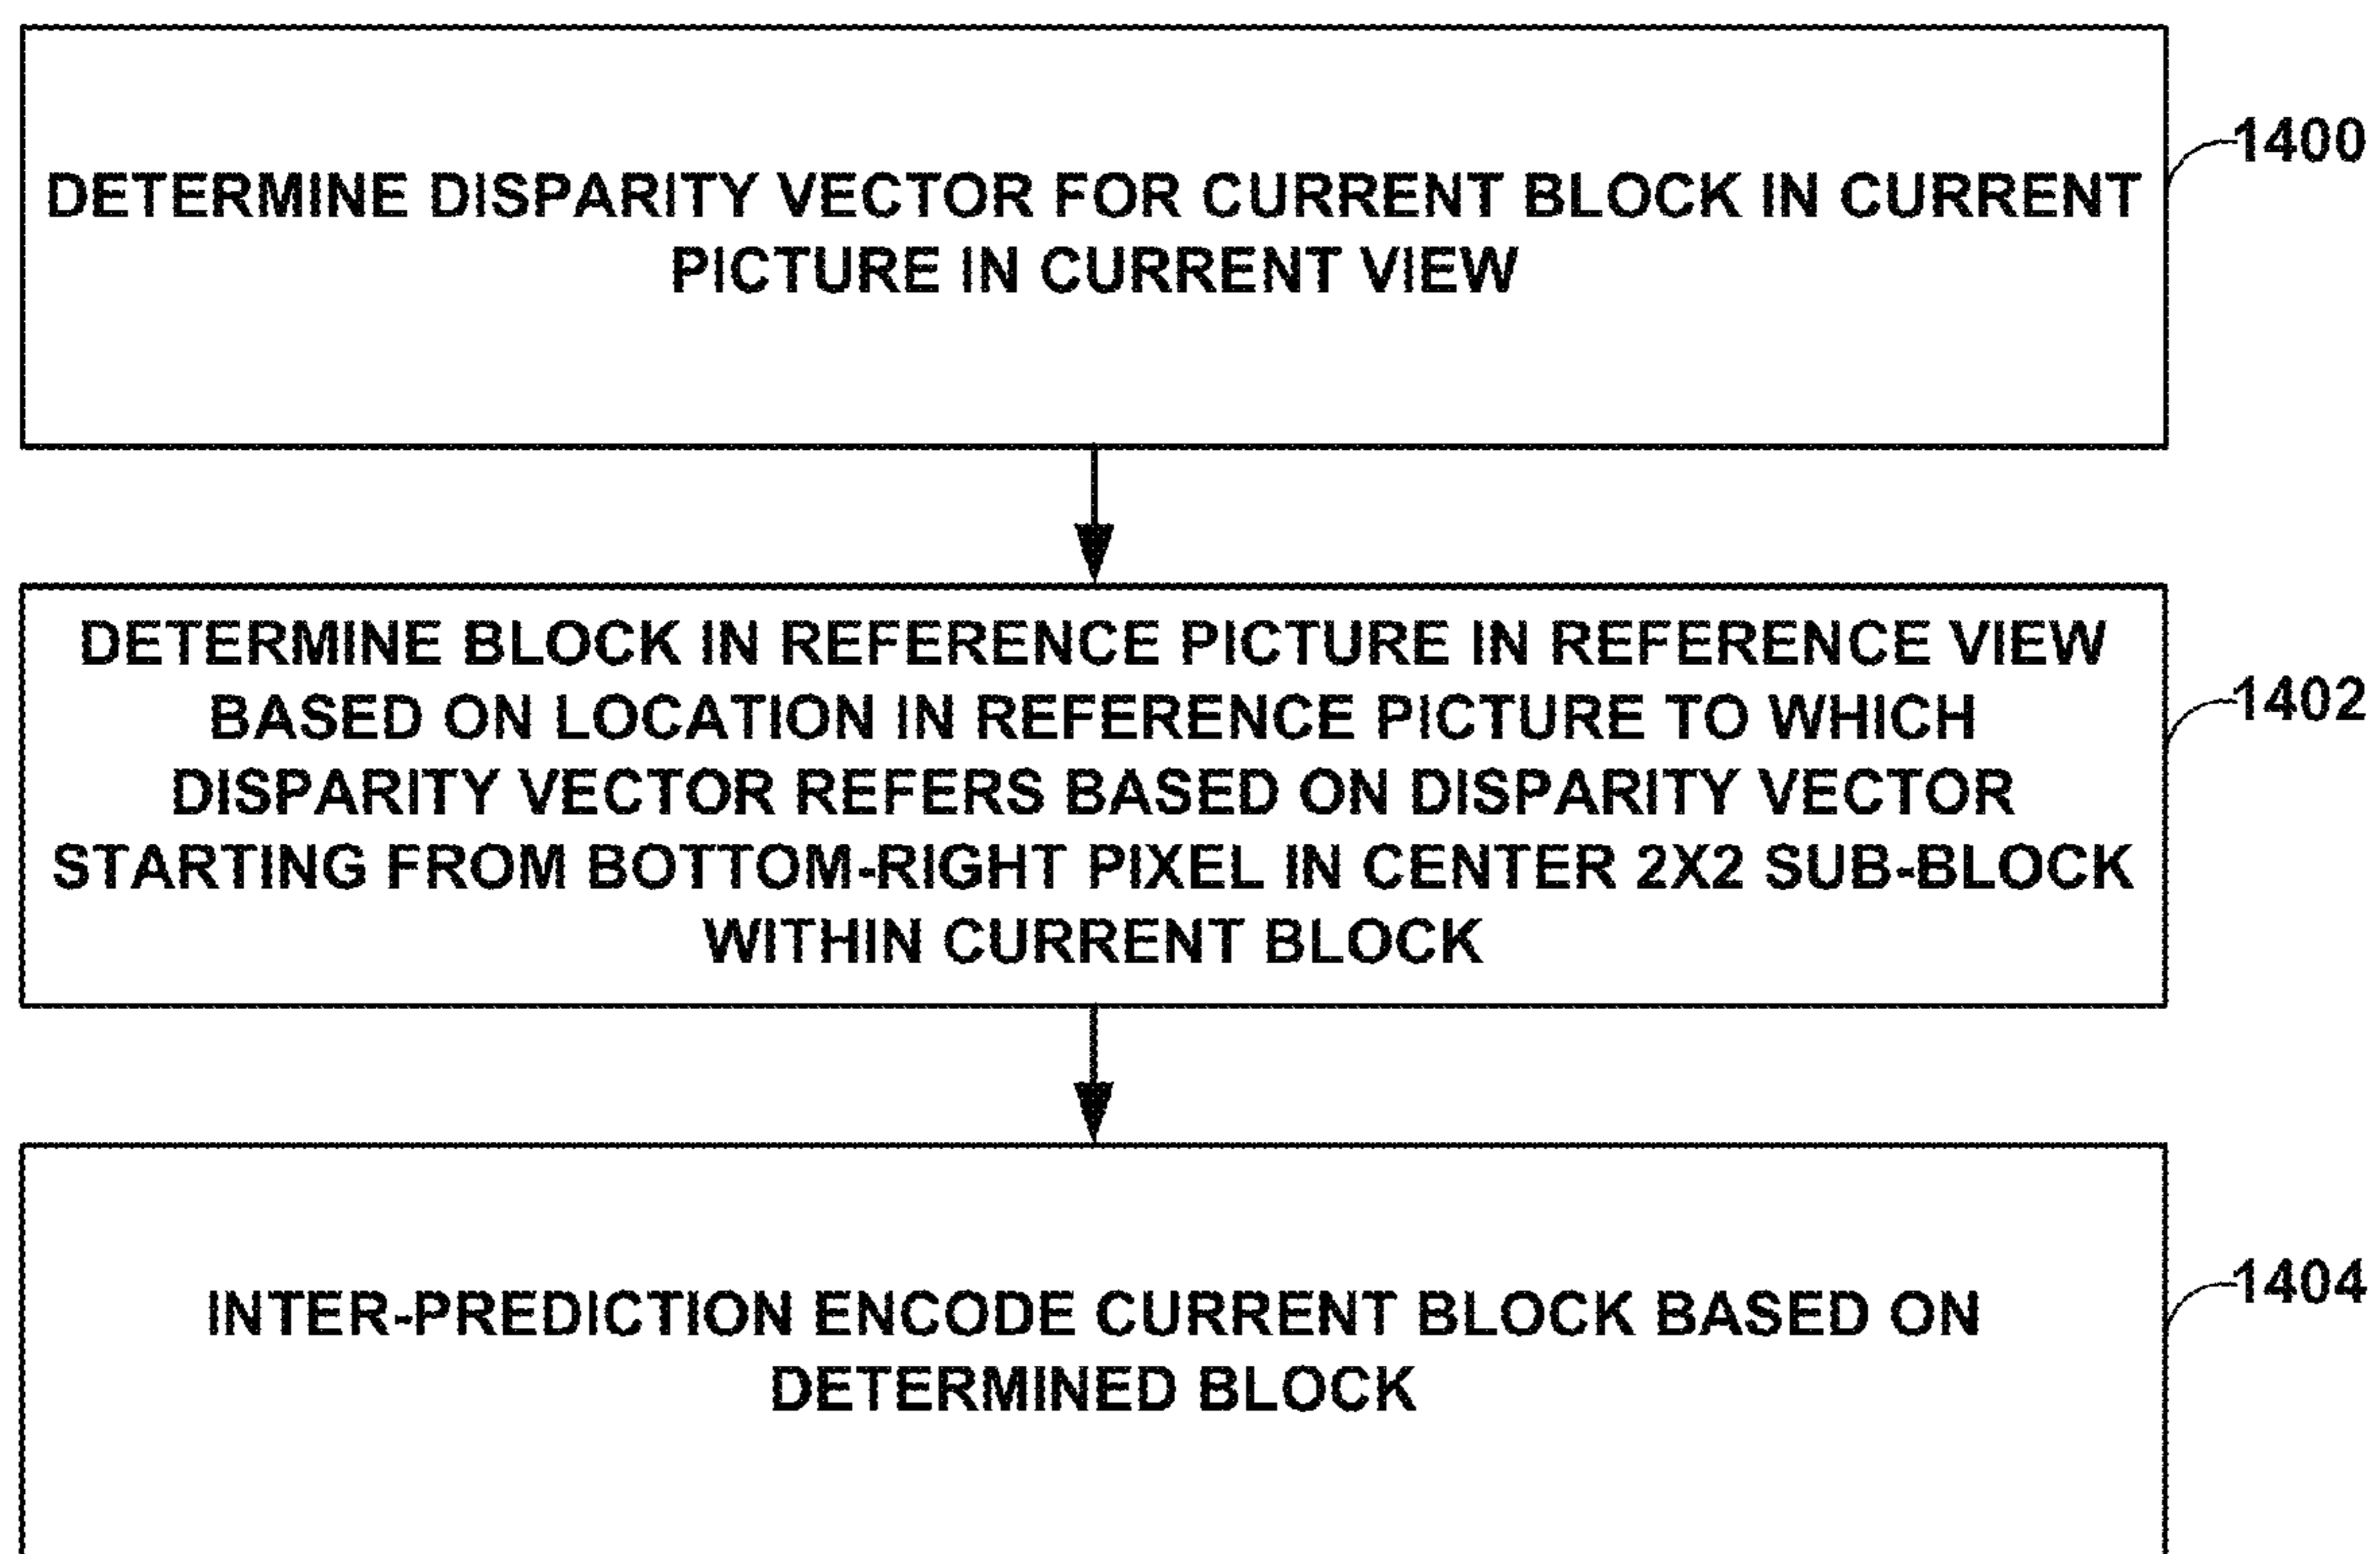 DETERMINE DISPARITY VECTOR FOR CURRENT BLOCK IN CURRENT
PICTURE IN CURRENT VIEW
1400
DETERMINE BLOCK IN REFERENCE PICTURE IN REFERENCE VIEW
BASED ON LOCATION IN REFERENCE PICTURE TO WHICH
DISPARITY VECTOR REFERS BASED ON DISPARITY VECTOR
STARTING FROM BOTTOM-RIGHT PIXEL IN CENTER 2X2 SUB-BLOCK
WITHIN CURRENT BLOCK
1402
INTER-PREDICTION ENCODE CURRENT BLOCK BASED ON
DETERMINED BLOCK
1404